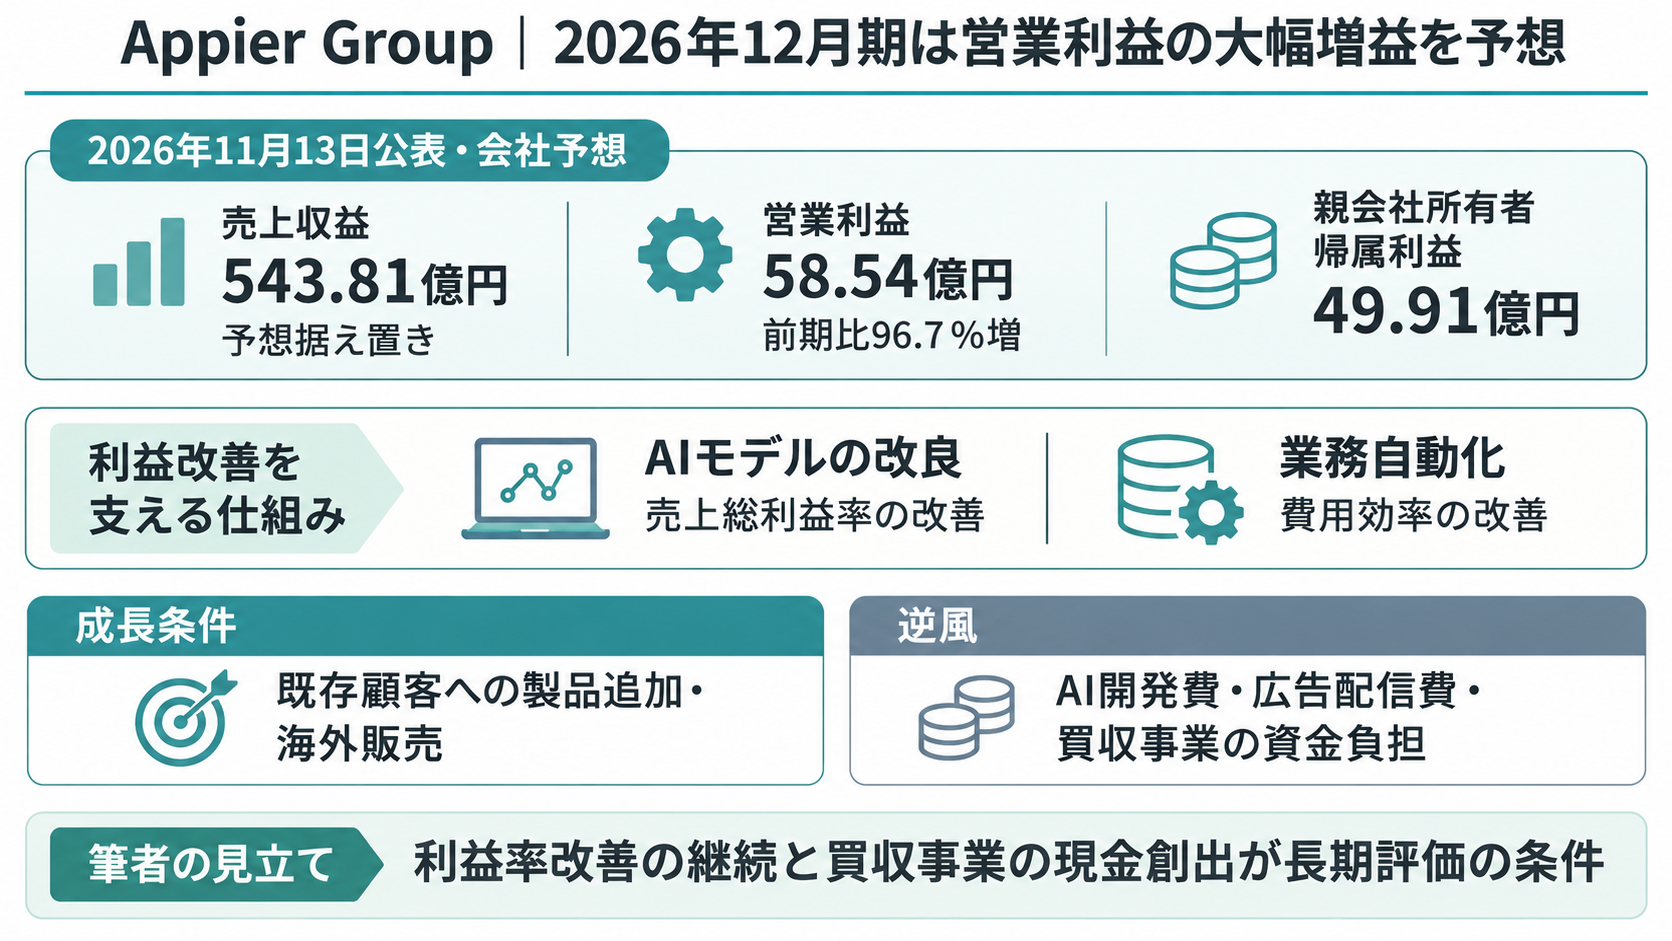 Appier Group｜2026年12月期は営業利益の大幅増益を予想
2026年11月13日公表・会社予想
売上収益
543.81億円
予想据え置き
営業利益
58.54億円
前期比96.7%増
親会社所有者
帰属利益
49.91億円
利益改善を
支える仕組み
AIモデルの改良
売上総利益率の改善
業務自動化
費用効率の改善
成長条件
既存顧客への製品追加・
海外販売
逆風
AI開発費・広告配信費・
買収事業の資金負担
筆者の見立て
利益率改善の継続と買収事業の現金創出が長期評価の条件